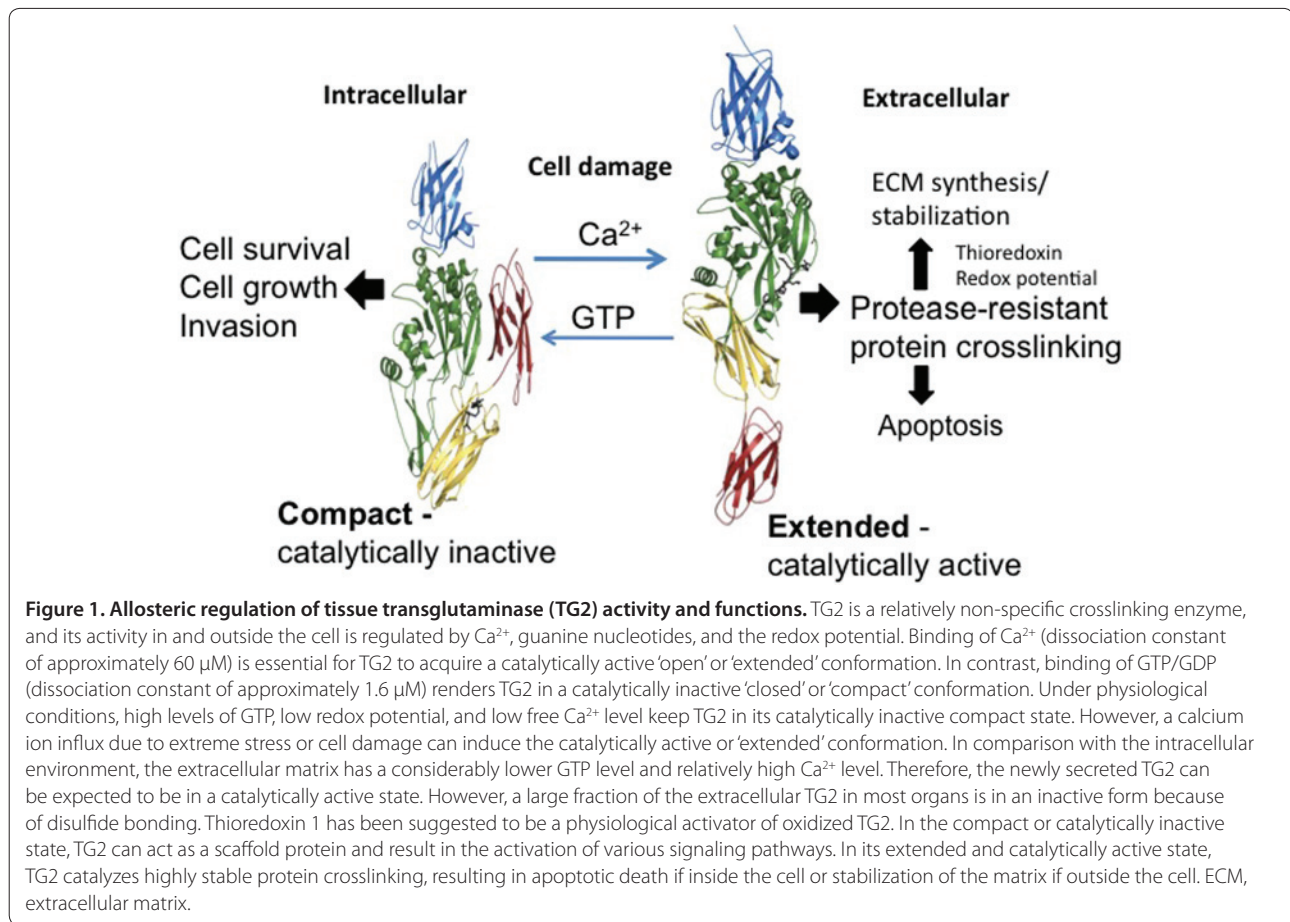 Intracellular
Extracellular
Cell damage
Ca²⁺
GTP
Cell survival
Cell growth
Invasion
ECM synthesis/
stabilization
Thioredoxin
Redox potential
Protease-resistant
protein crosslinking
Apoptosis
Compact -
catalytically inactive
Extended -
catalytically active
Figure 1. Allosteric regulation of tissue transglutaminase (TG2) activity and functions. TG2 is a relatively non-specific crosslinking enzyme,
and its activity in and outside the cell is regulated by Ca²⁺, guanine nucleotides, and the redox potential. Binding of Ca²⁺ (dissociation constant
of approximately 60 μM) is essential for TG2 to acquire a catalytically active 'open' or 'extended' conformation. In contrast, binding of GTP/GDP
(dissociation constant of approximately 1.6 μM) renders TG2 in a catalytically inactive 'closed' or 'compact' conformation. Under physiological
conditions, high levels of GTP, low redox potential, and low free Ca²⁺ level keep TG2 in its catalytically inactive compact state. However, a calcium
ion influx due to extreme stress or cell damage can induce the catalytically active or 'extended' conformation. In comparison with the intracellular
environment, the extracellular matrix has a considerably lower GTP level and relatively high Ca²⁺ level. Therefore, the newly secreted TG2 can
be expected to be in a catalytically active state. However, a large fraction of the extracellular TG2 in most organs is in an inactive form because
of disulfide bonding. Thioredoxin 1 has been suggested to be a physiological activator of oxidized TG2. In the compact or catalytically inactive
state, TG2 can act as a scaffold protein and result in the activation of various signaling pathways. In its extended and catalytically active state,
TG2 catalyzes highly stable protein crosslinking, resulting in apoptotic death if inside the cell or stabilization of the matrix if outside the cell. ECM,
extracellular matrix.